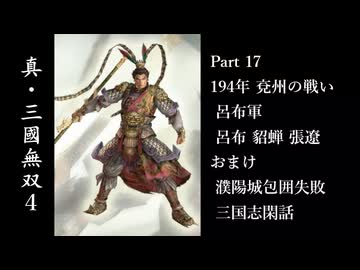 真・三國無双4
Part 17
194年 兗州の戦い
呂布軍
呂布 貂蝉 張遼
おまけ
濮陽城包囲失敗
三国志閑話